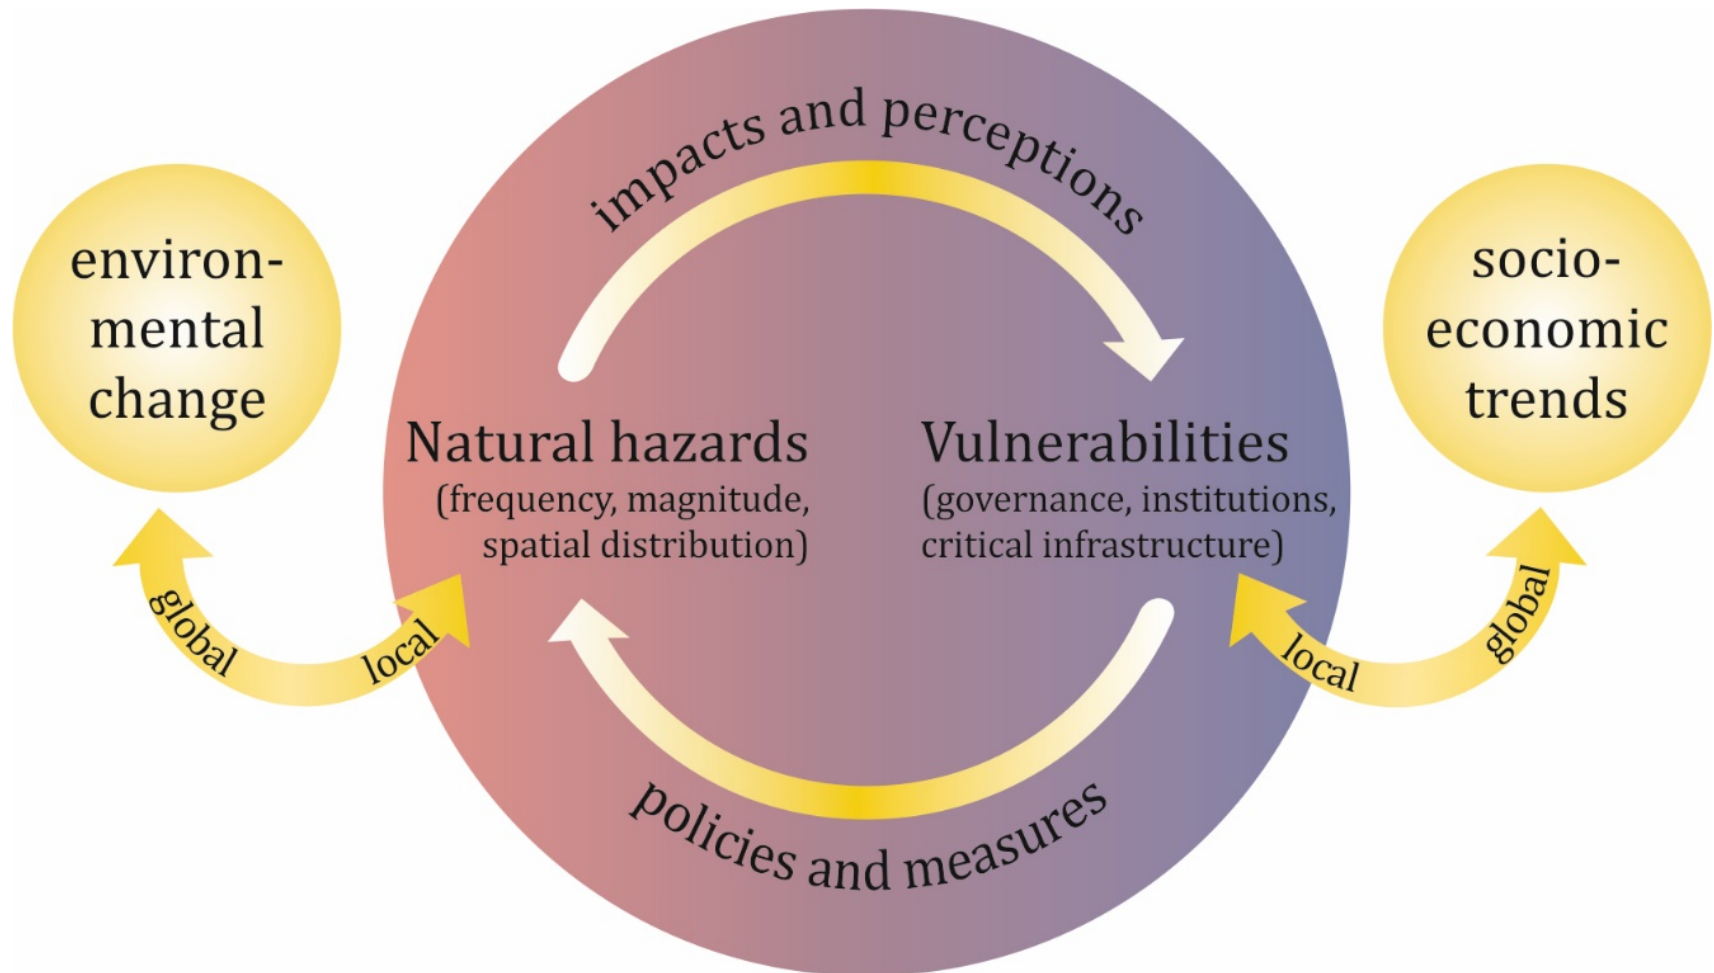 impacts and perceptions
environ-
mental
change
socio-
economic
trends
Natural hazards
(frequency, magnitude,
spatial distribution)
Vulnerabilities
(governance, institutions,
critical infrastructure)
global
local
local
global
policies and measures